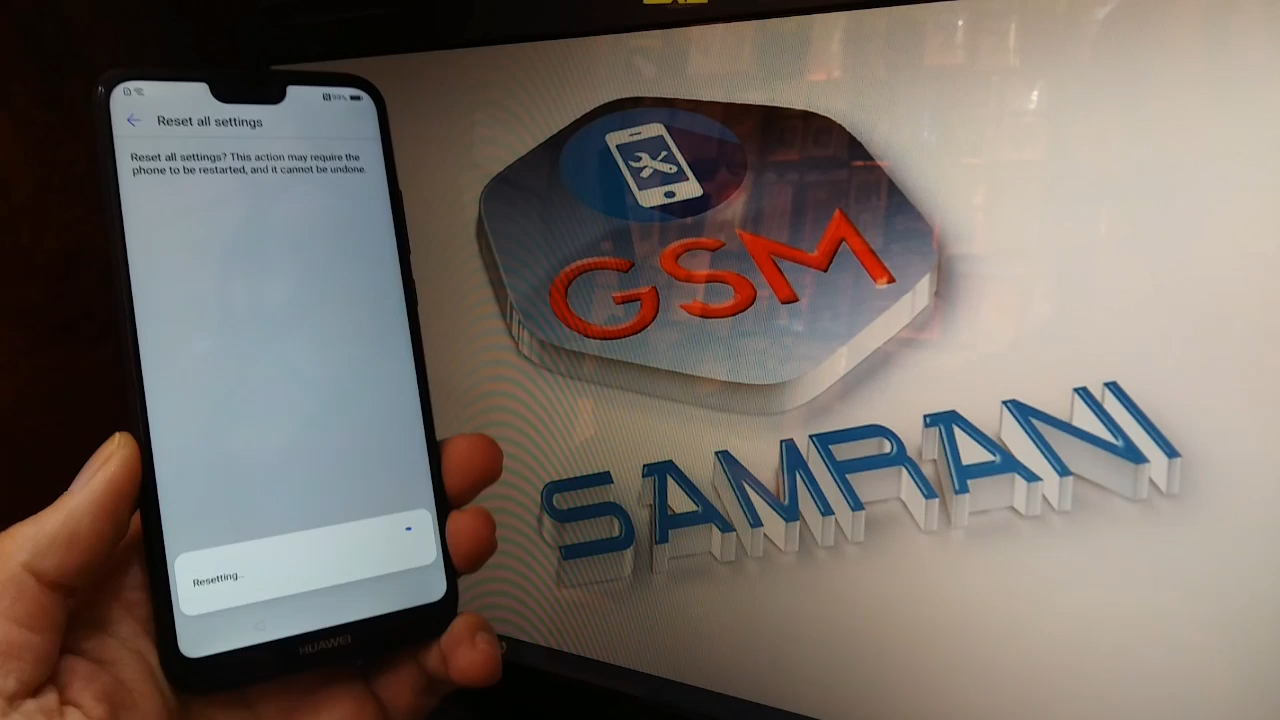 Reset all settings
Reset all settings? This action may require the
phone to be restarted, and it cannot be undone.
Resetting...
HUAWEI
GSM
SAMRANI